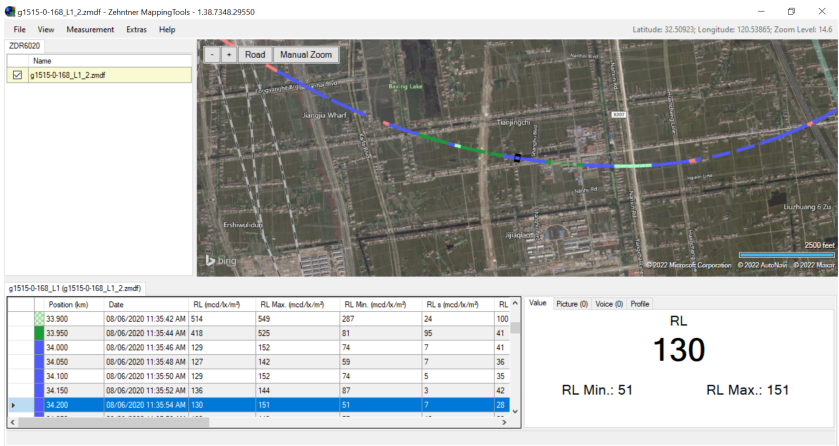 g1515-0-168_L1_2.zmdf - Zehntner MappingTools - 1.38.7348.29550
File View Measurement Extras Help
Latitude: 32.50923; Longitude: 120.53865; Zoom Level: 14.6
ZDR6020
Name
g1515-0-168_L1_2.zmdf
- + Road Manual Zoom
Baxing Lake
Jiangjia Wharf
Tianjingchi
X207
Nanhu Rd
Liuzhuang 6 Zu
Ershiwulidun
Jijiaqiao
2500 feet
bing
© 2022 Microsoft Corporation © 2022 AutoNavi © 2022 Maxar
g1515-0-168_L1 (g1515-0-168_L1_2.zmdf)
Position (km) Date RL (mcd/lx/m²) RL Max. (mcd/lx/m²) RL Min. (mcd/lx/m²) RL s (mcd/lx/m²) RL
33.900 08/06/2020 11:35:42 AM 514 549 287 24 100
33.950 08/06/2020 11:35:44 AM 418 525 81 95 41
34.000 08/06/2020 11:35:46 AM 129 152 74 7 41
34.050 08/06/2020 11:35:48 AM 127 142 59 7 36
34.100 08/06/2020 11:35:50 AM 129 152 74 5 35
34.150 08/06/2020 11:35:52 AM 136 144 87 3 42
34.200 08/06/2020 11:35:54 AM 130 151 51 7 28
Value Picture (0) Voice (0) Profile
RL
130
RL Min.: 51 RL Max.: 151